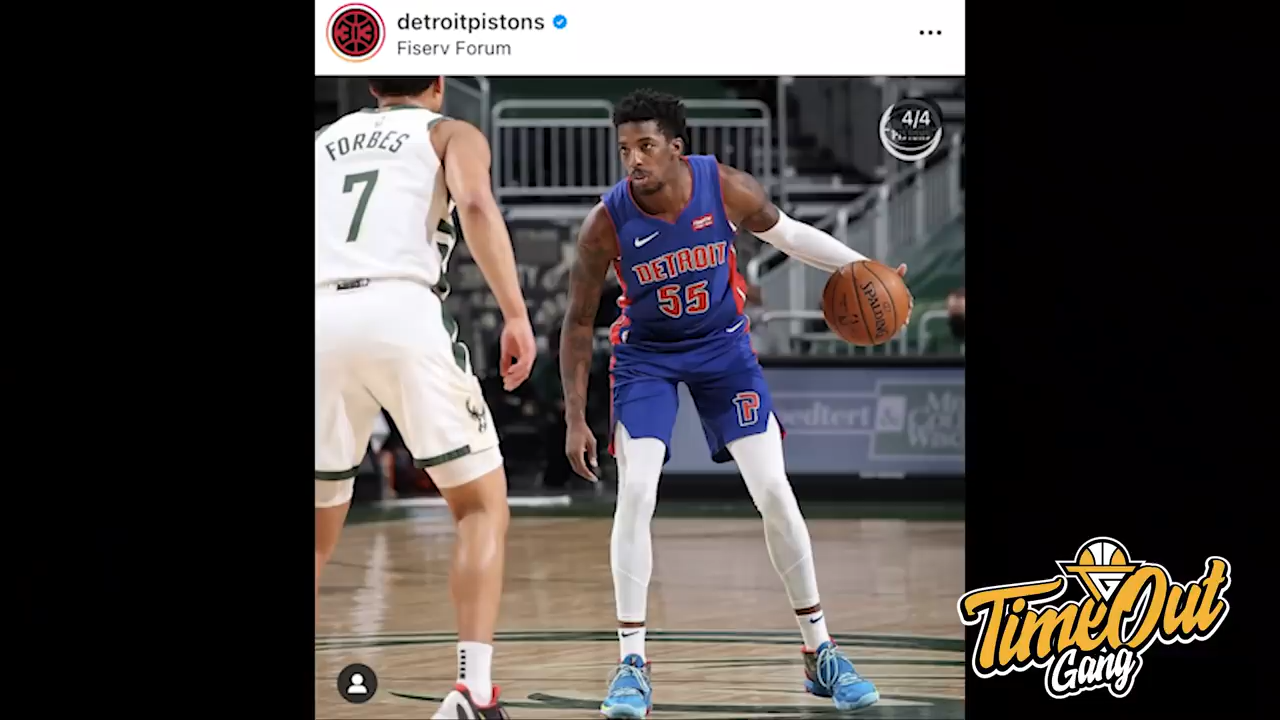 detroitpistons
Fiserv Forum
4/4
FORBES
7
DETROIT
55
SPALDING
P
TimeOut
Gang